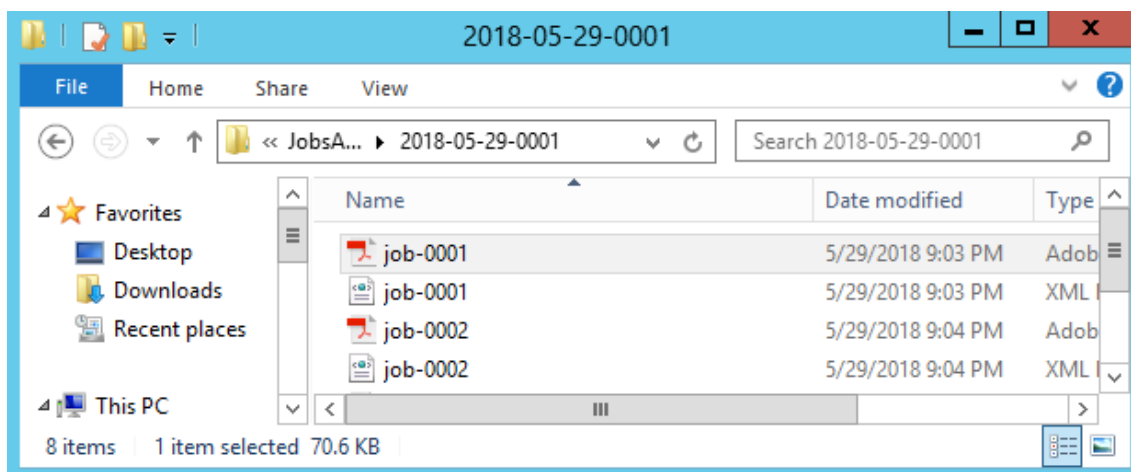 2018-05-29-0001
File Home Share View
« JobsA... 2018-05-29-0001 Search 2018-05-29-0001
Name Date modified Type
Favorites
Desktop
Downloads
Recent places
This PC
job-0001 5/29/2018 9:03 PM Adob
job-0001 5/29/2018 9:03 PM XML
job-0002 5/29/2018 9:04 PM Adob
job-0002 5/29/2018 9:04 PM XML
8 items 1 item selected 70.6 KB